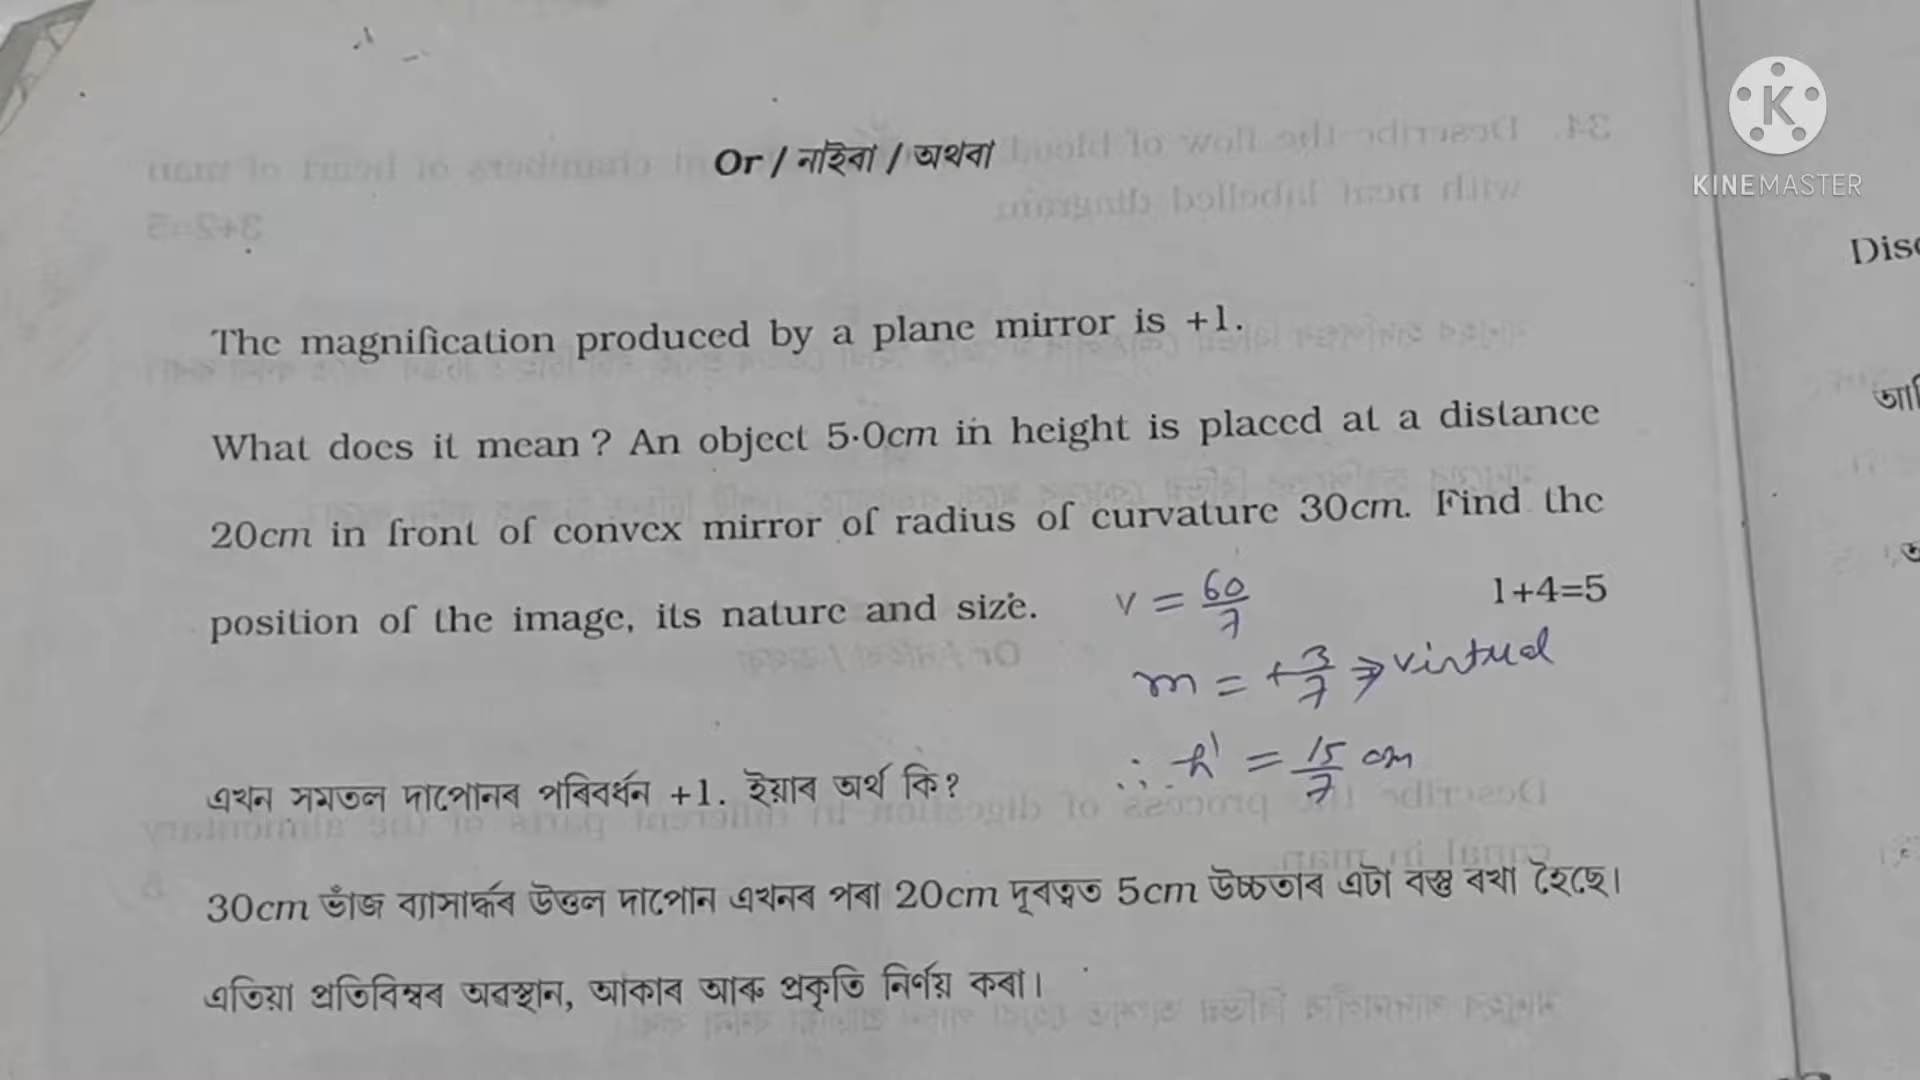 Or / নাইবা / অথবা
KINEMASTER
Disc
The magnification produced by a plane mirror is +1.
What does it mean? An object 5·0cm in height is placed at a distance
20cm in front of convex mirror of radius of curvature 30cm. Find the
position of the image, its nature and size.
1+4=5
v = 60/7
m = +3/7 ⇒ virtual
∴ h' = 15/7 cm
এখন সমতল দাপোনৰ পৰিবৰ্ধন +1. ইয়াৰ অৰ্থ কি?
30cm ভাঁজ ব্যাসাৰ্দ্ধৰ উত্তল দাপোন এখনৰ পৰা 20cm দূৰত্বত 5cm উচ্চতাৰ এটা বস্তু ৰখা হৈছে।
এতিয়া প্ৰতিবিম্বৰ অৱস্থান, আকাৰ আৰু প্ৰকৃতি নিৰ্ণয় কৰা।